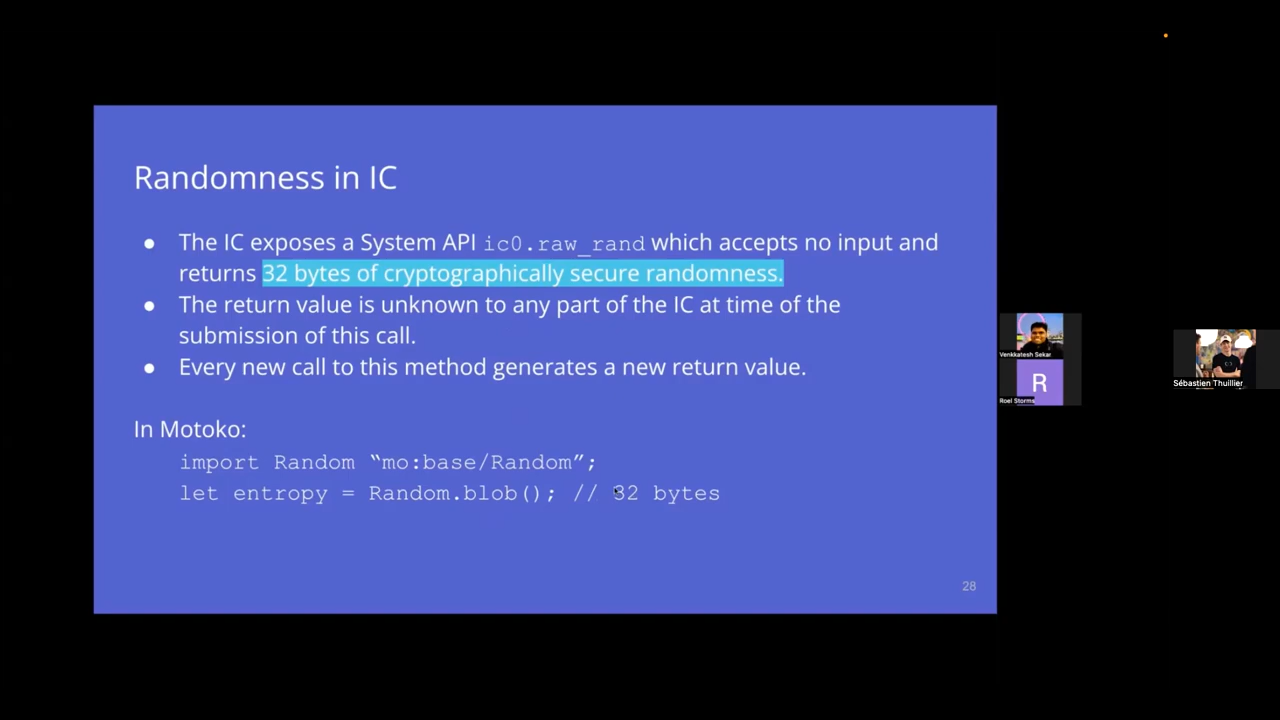 Randomness in IC
● The IC exposes a System API ic0.raw_rand which accepts no input and
returns 32 bytes of cryptographically secure randomness.
● The return value is unknown to any part of the IC at time of the
submission of this call.
● Every new call to this method generates a new return value.
In Motoko:
import Random “mo:base/Random”;
let entropy = Random.blob(); // 32 bytes
28
Venkkatesh Sekar
R
Roel Storms
Sébastien Thuillier